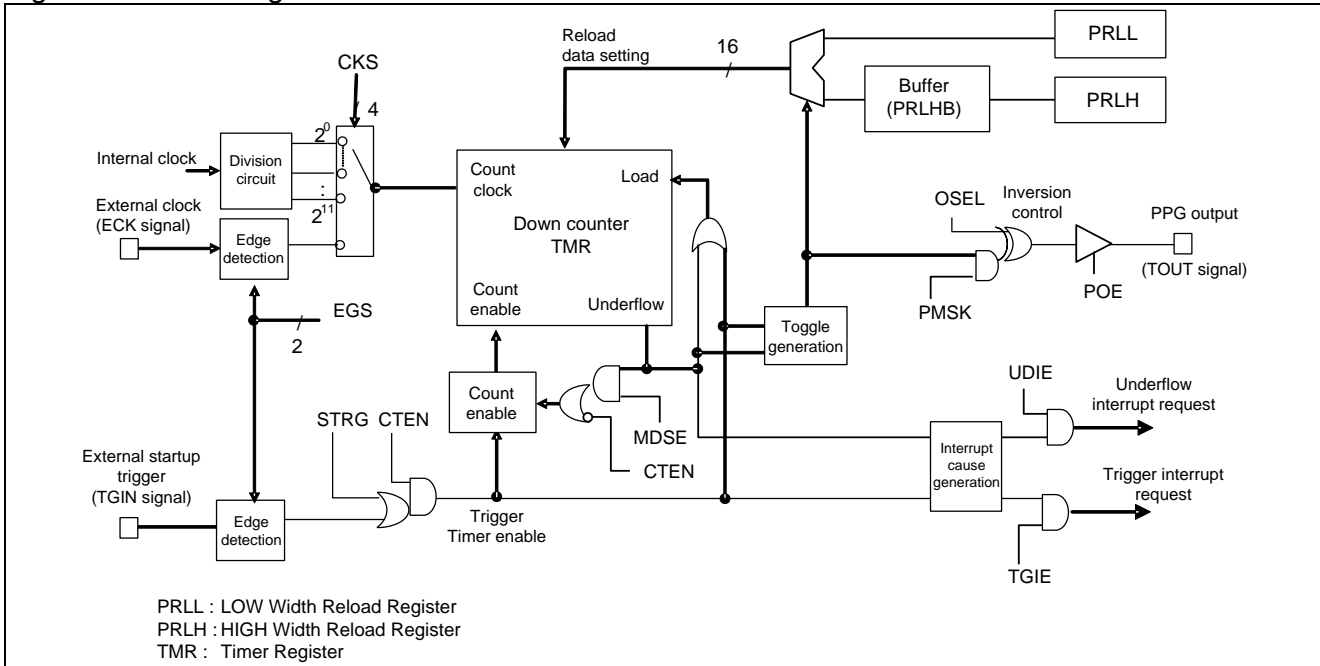 Reload
data setting
16
PRLL
CKS
4
Buffer
(PRLHB)
PRLH
2⁰
Internal clock
Division
circuit
:
2¹¹
External clock
(ECK signal)
Edge
detection
Count
clock
Load
Down counter
TMR
Count
enable
Underflow
OSEL
Inversion
control
PPG output
(TOUT signal)
POE
PMSK
EGS
2
Toggle
generation
Count
enable
MDSE
CTEN
UDIE
Underflow
interrupt request
STRG
CTEN
External startup
trigger
(TGIN signal)
Edge
detection
Trigger
Timer enable
Interrupt
cause
generation
Trigger interrupt
request
TGIE
PRLL : LOW Width Reload Register
PRLH : HIGH Width Reload Register
TMR : Timer Register